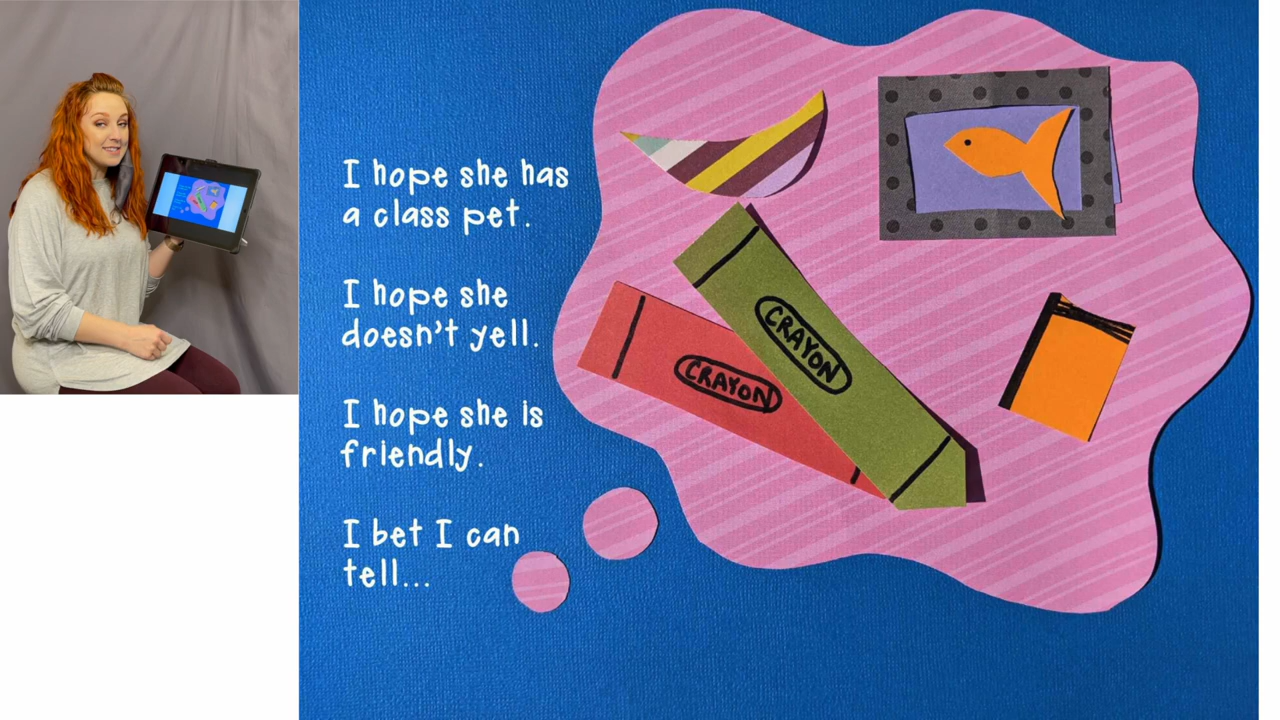 I hope she has
a class pet.
I hope she
doesn't yell.
I hope she is
friendly.
I bet I can
tell...
CRAYON
CRAYON